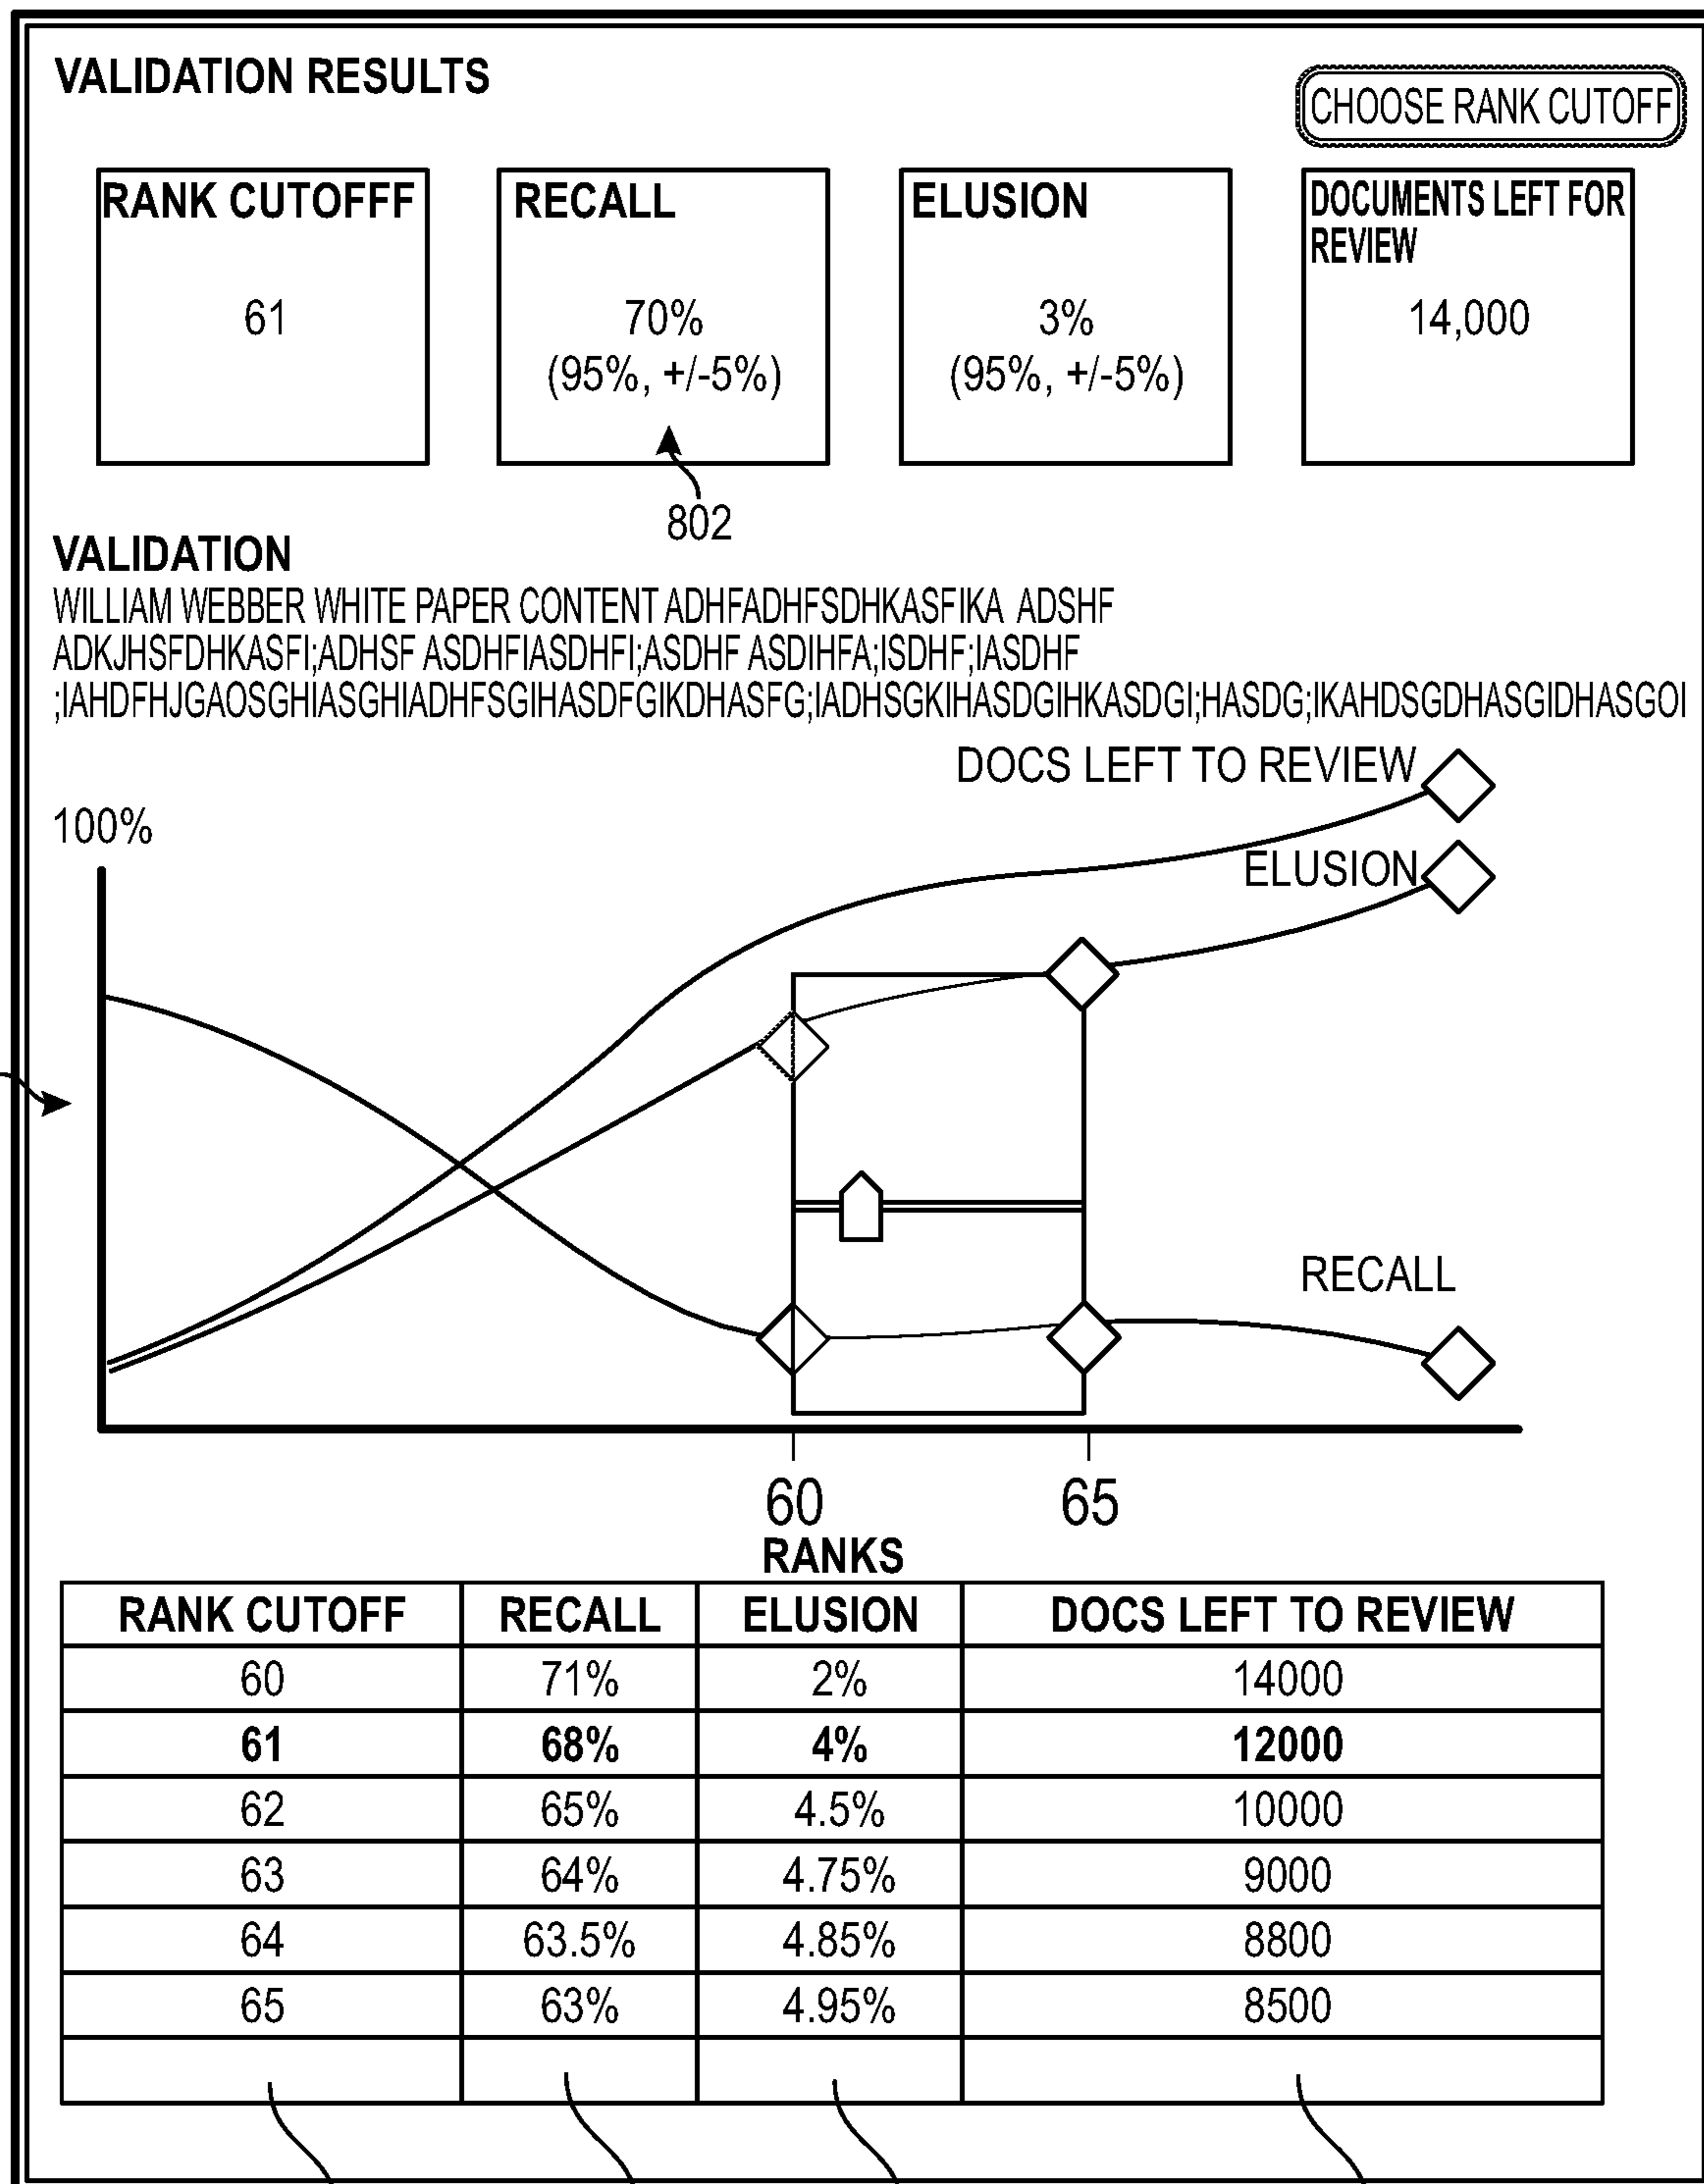 VALIDATION RESULTS
CHOOSE RANK CUTOFF
RANK CUTOFFF
61
RECALL
70%
(95%, +/-5%)
ELUSION
3%
(95%, +/-5%)
DOCUMENTS LEFT FOR
REVIEW
14,000
802
VALIDATION
WILLIAM WEBBER WHITE PAPER CONTENT ADHFADHFSDHKASFIKA ADSHF
ADKJHSFDHKASFI;ADHSF ASDHFIASDHFI;ASDHF ASDIHFA;ISDHF;IASDHF
;IAHDFHJGAOSGHIASGHIADHFSGIHASDFGIKDHASFG;IADHSGKIHASDGIHKASDGI;HASDG;IKAHDSGDHASGIDHASGOI
DOCS LEFT TO REVIEW
100%
ELUSION
RECALL
60 65
RANKS
RANK CUTOFF RECALL ELUSION DOCS LEFT TO REVIEW
60 71% 2% 14000
61 68% 4% 12000
62 65% 4.5% 10000
63 64% 4.75% 9000
64 63.5% 4.85% 8800
65 63% 4.95% 8500